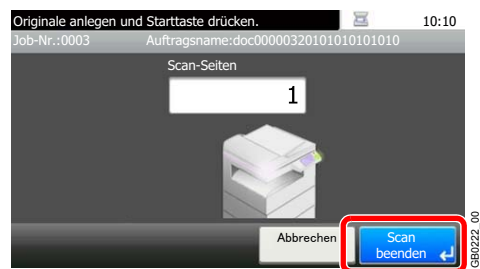 Originale anlegen und Starttaste drücken.
10:10
Job-Nr.:0003
Auftragsname:doc00000320101010101010
Scan-Seiten
1
Abbrechen
Scan
beenden
GB0222_00